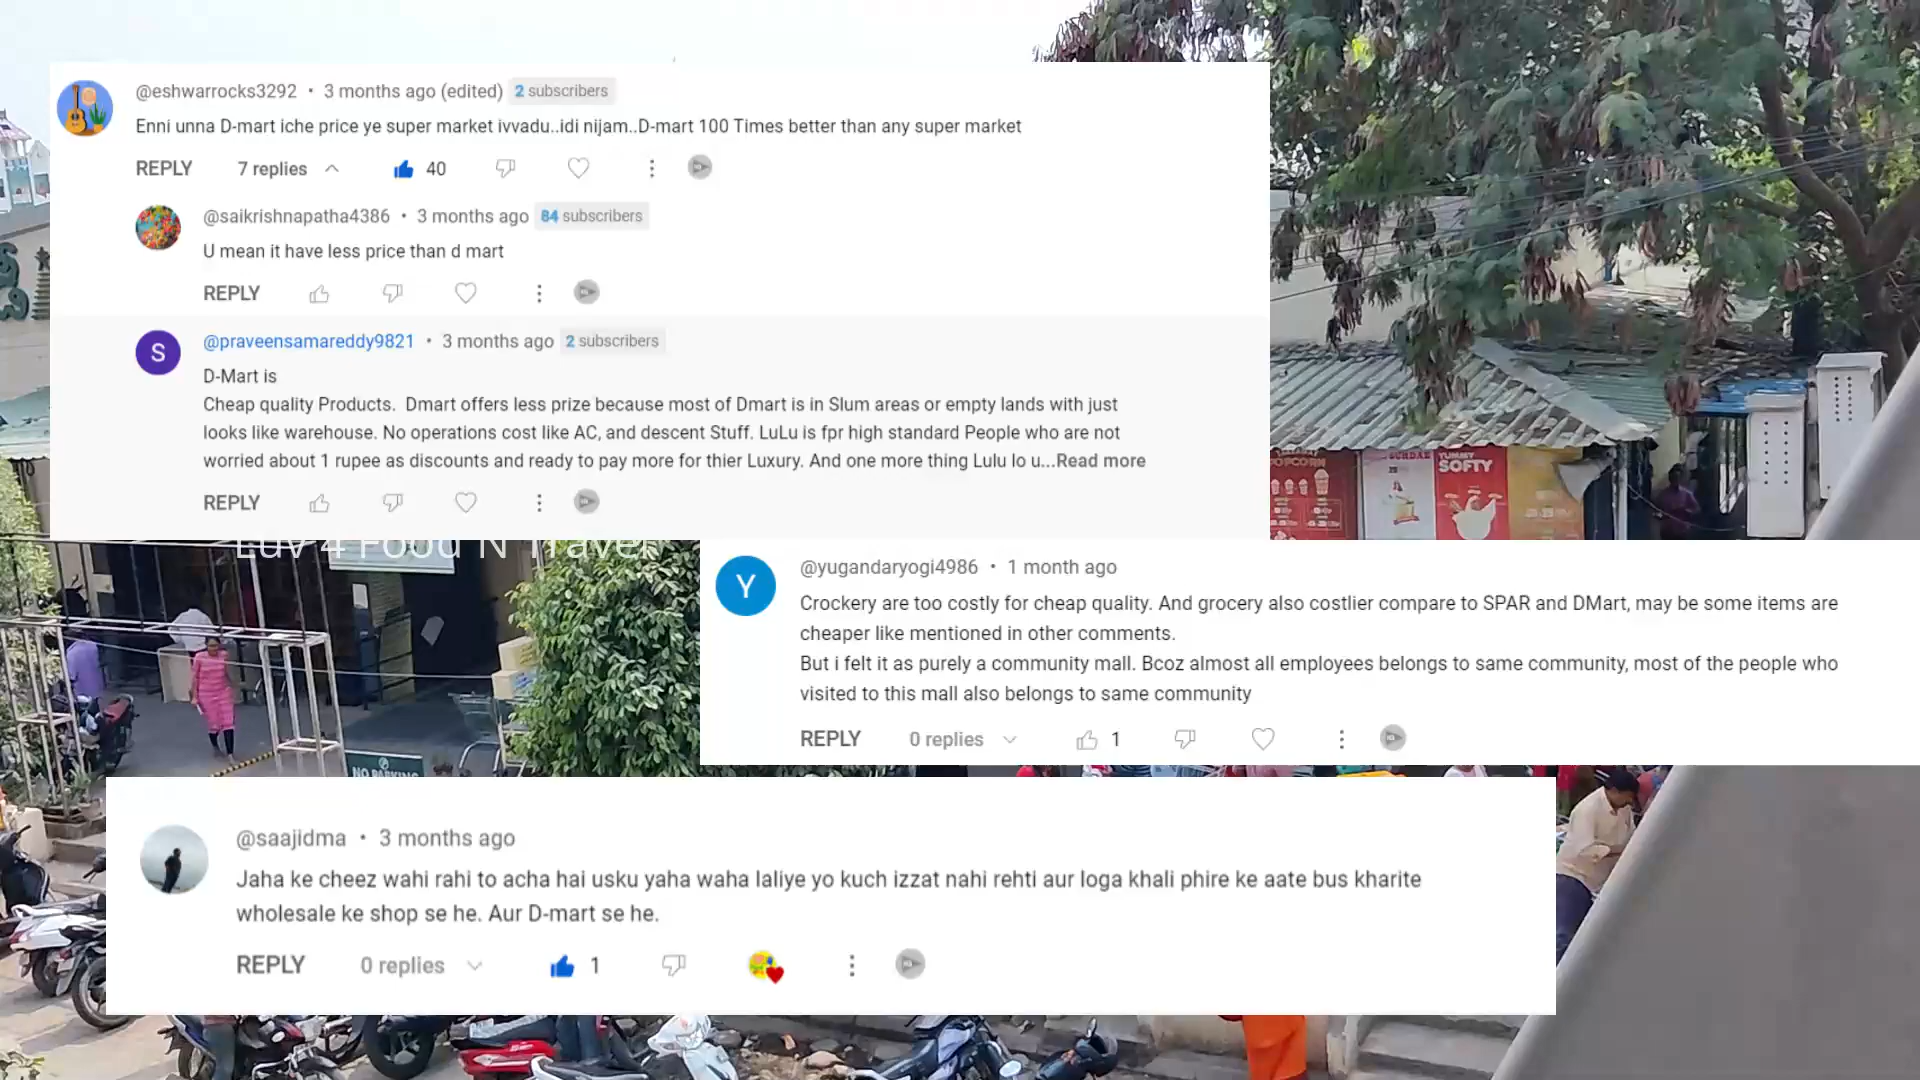 @eshwarrocks3292 • 3 months ago (edited) 2 subscribers
Enni unna D-mart iche price ye super market ivvadu..idi nijam..D-mart 100 Times better than any super market
REPLY 7 replies 40
@saikrishnapatha4386 • 3 months ago 84 subscribers
U mean it have less price than d mart
REPLY
@praveensamareddy9821 • 3 months ago 2 subscribers
D-Mart is
Cheap quality Products. Dmart offers less prize because most of Dmart is in Slum areas or empty lands with just
looks like warehouse. No operations cost like AC, and descent Stuff. LuLu is fpr high standard People who are not
worried about 1 rupee as discounts and ready to pay more for thier Luxury. And one more thing Lulu lo u...Read more
REPLY
POPCORN
SUNDAE
YUMMY
SOFTY
Luv 4 Food N Travel
@yugandaryogi4986 • 1 month ago
Crockery are too costly for cheap quality. And grocery also costlier compare to SPAR and DMart, may be some items are
cheaper like mentioned in other comments.
But i felt it as purely a community mall. Bcoz almost all employees belongs to same community, most of the people who
visited to this mall also belongs to same community
REPLY 0 replies 1
NO PARKING
@saajidma • 3 months ago
Jaha ke cheez wahi rahi to acha hai usku yaha waha laliye yo kuch izzat nahi rehti aur loga khali phire ke aate bus kharite
wholesale ke shop se he. Aur D-mart se he.
REPLY 0 replies 1